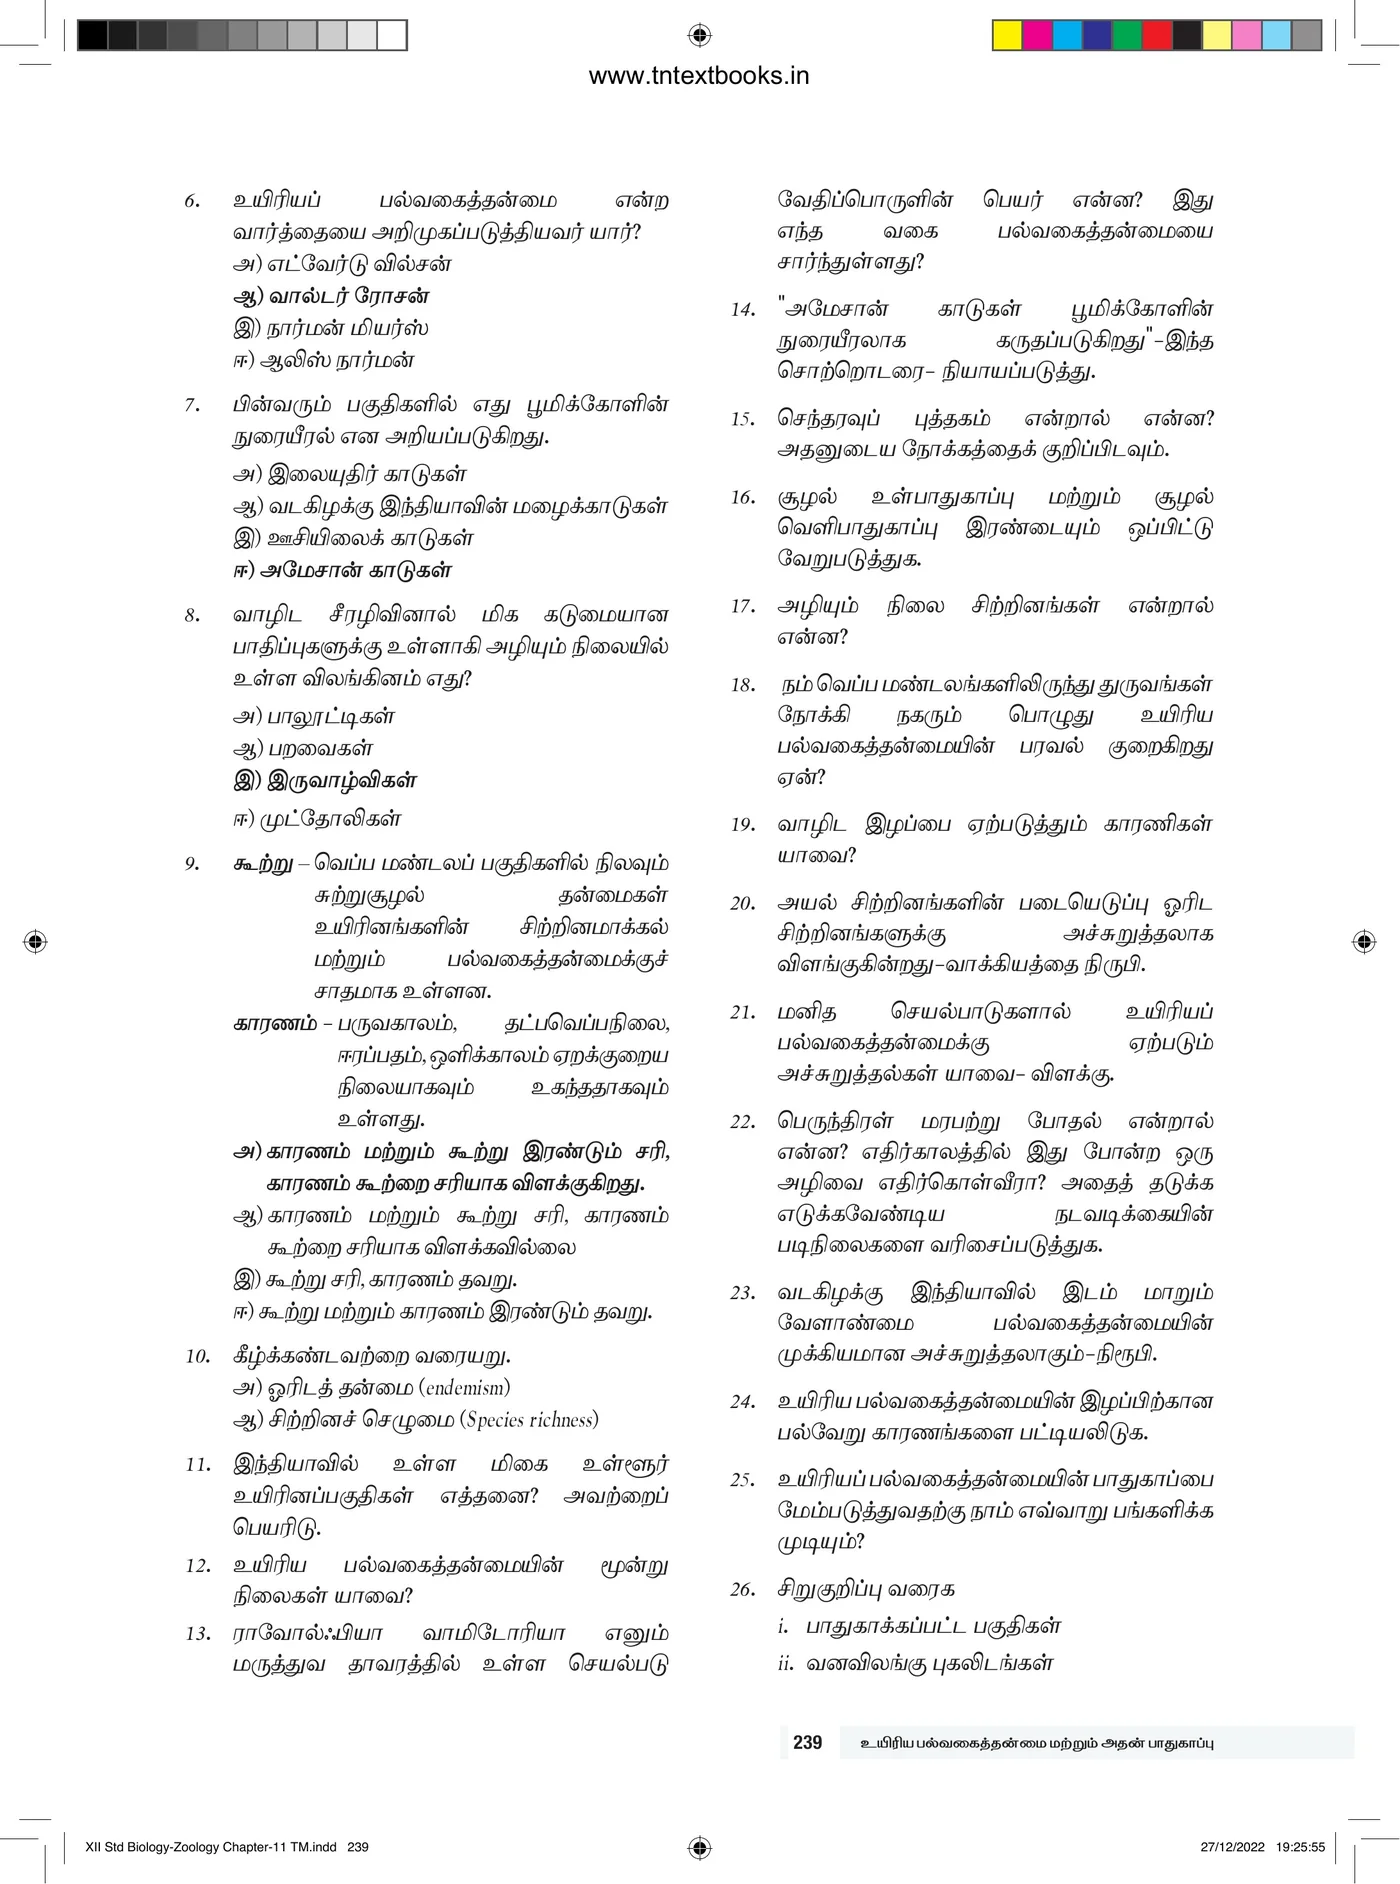 www.tntextbooks.in
6. உயிரியப் பல்வகைத்தன்மை என்ற
வார்த்தையை அறிமுகப்படுத்தியவர் யார்?
அ) எட்வேர்டு வில்சன்
ஆ) வால்டர் ரோசன்
இ) நார்மன் மியர்ஸ்
ஈ) ஆலிஸ் நார்மன்
7. பின்வரும் பகுதிகளில் எது பூமிக்கோளின்
நுரையீரல் என அறியப்படுகிறது.
அ) இலையுதிர் காடுகள்
ஆ) வடகிழக்கு இந்தியாவின் மழைக்காடுகள்
இ) ஊசியிலைக் காடுகள்
ஈ) அமேசான் காடுகள்
8. வாழிட சீரழிவினால் மிக கடுமையான
பாதிப்புகளுக்கு உள்ளாகி அழியும் நிலையில்
உள்ள விலங்கினம் எது?
அ) பாலூட்டிகள்
ஆ) பறவைகள்
இ) இருவாழ்விகள்
ஈ) முட்தோலிகள்
9. கூற்று – வெப்ப மண்டலப் பகுதிகளில் நிலவும்
சுற்றுசூழல் தன்மைகள்
உயிரினங்களின் சிற்றினமாக்கல்
மற்றும் பல்வகைத்தன்மைக்குச்
சாதமாக உள்ளன.
காரணம் - பருவகாலம், தட்பவெப்பநிலை,
ஈரப்பதம், ஒளிக்காலம் ஏறக்குறைய
நிலையாகவும் உகந்ததாகவும்
உள்ளது.
அ) காரணம் மற்றும் கூற்று இரண்டும் சரி,
காரணம் கூற்றை சரியாக விளக்குகிறது.
ஆ) காரணம் மற்றும் கூற்று சரி, காரணம்
கூற்றை சரியாக விளக்கவில்லை
இ) கூற்று சரி, காரணம் தவறு.
ஈ) கூற்று மற்றும் காரணம் இரண்டும் தவறு.
10. கீழ்க்கண்டவற்றை வரையறு.
அ) ஓரிடத் தன்மை (endemism)
ஆ) சிற்றினச் செழுமை (Species richness)
11. இந்தியாவில் உள்ள மிகை உள்ளூர்
உயிரினப்பகுதிகள் எத்தனை? அவற்றைப்
பெயரிடு.
12. உயிரிய பல்வகைத்தன்மையின் மூன்று
நிலைகள் யாவை?
13. ராவோல்ஃபியா வாமிடோரியா எனும்
மருத்துவ தாவரத்தில் உள்ள செயல்படு
வேதிப்பொருளின் பெயர் என்ன? இது
எந்த வகை பல்வகைத்தன்மையை
சார்ந்துள்ளது?
14. "அமேசான் காடுகள் பூமிக்கோளின்
நுரையீரலாக கருதப்படுகிறது"-இந்த
சொற்றொடரை- நியாயப்படுத்து.
15. செந்தரவுப் புத்தகம் என்றால் என்ன?
அதனுடைய நோக்கத்தைக் குறிப்பிடவும்.
16. சூழல் உள்பாதுகாப்பு மற்றும் சூழல்
வெளிபாதுகாப்பு இரண்டையும் ஒப்பிட்டு
வேறுபடுத்துக.
17. அழியும் நிலை சிற்றினங்கள் என்றால்
என்ன?
18. நம் வெப்ப மண்டலங்களிலிருந்து துருவங்கள்
நோக்கி நகரும் பொழுது உயிரிய
பல்வகைத்தன்மையின் பரவல் குறைகிறது
ஏன்?
19. வாழிட இழப்பை ஏற்படுத்தும் காரணிகள்
யாவை?
20. அயல் சிற்றினங்களின் படையெடுப்பு ஓரிட
சிற்றினங்களுக்கு அச்சுறுத்தலாக
விளங்குகின்றது-வாக்கியத்தை நிருபி.
21. மனித செயல்பாடுகளால் உயிரியப்
பல்வகைத்தன்மைக்கு ஏற்படும்
அச்சுறுத்தல்கள் யாவை- விளக்கு.
22. பெருந்திரள் மரபற்று போதல் என்றால்
என்ன? எதிர்காலத்தில் இது போன்ற ஒரு
அழிவை எதிர்கொள்வீரா? அதைத் தடுக்க
எடுக்கவேண்டிய நடவடிக்கையின்
படிநிலைகளை வரிசைப்படுத்துக.
23. வடகிழக்கு இந்தியாவில் இடம் மாறும்
வேளாண்மை பல்வகைத்தன்மையின்
முக்கியமான அச்சுறுத்தலாகும்-நிரூபி.
24. உயிரிய பல்வகைத்தன்மையின் இழப்பிற்கான
பல்வேறு காரணங்களை பட்டியலிடுக.
25. உயிரியப் பல்வகைத்தன்மையின் பாதுகாப்பை
மேம்படுத்துவதற்கு நாம் எவ்வாறு பங்களிக்க
முடியும்?
26. சிறுகுறிப்பு வரைக
i. பாதுகாக்கப்பட்ட பகுதிகள்
ii. வனவிலங்கு புகலிடங்கள்
239 உயிரிய பல்வகைத்தன்மை மற்றும் அதன் பாதுகாப்பு
XII Std Biology-Zoology Chapter-11 TM.indd 239 27/12/2022 19:25:55